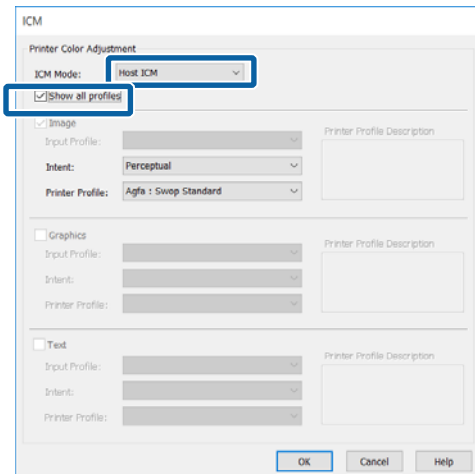 ICM
Printer Color Adjustment
ICM Mode: Host ICM
Show all profiles
Image
Input Profile:
Printer Profile Description
Intent: Perceptual
Printer Profile: Agfa : Swop Standard
Graphics
Input Profile:
Printer Profile Description
Intent:
Printer Profile:
Text
Input Profile:
Printer Profile Description
Intent:
Printer Profile:
OK Cancel Help